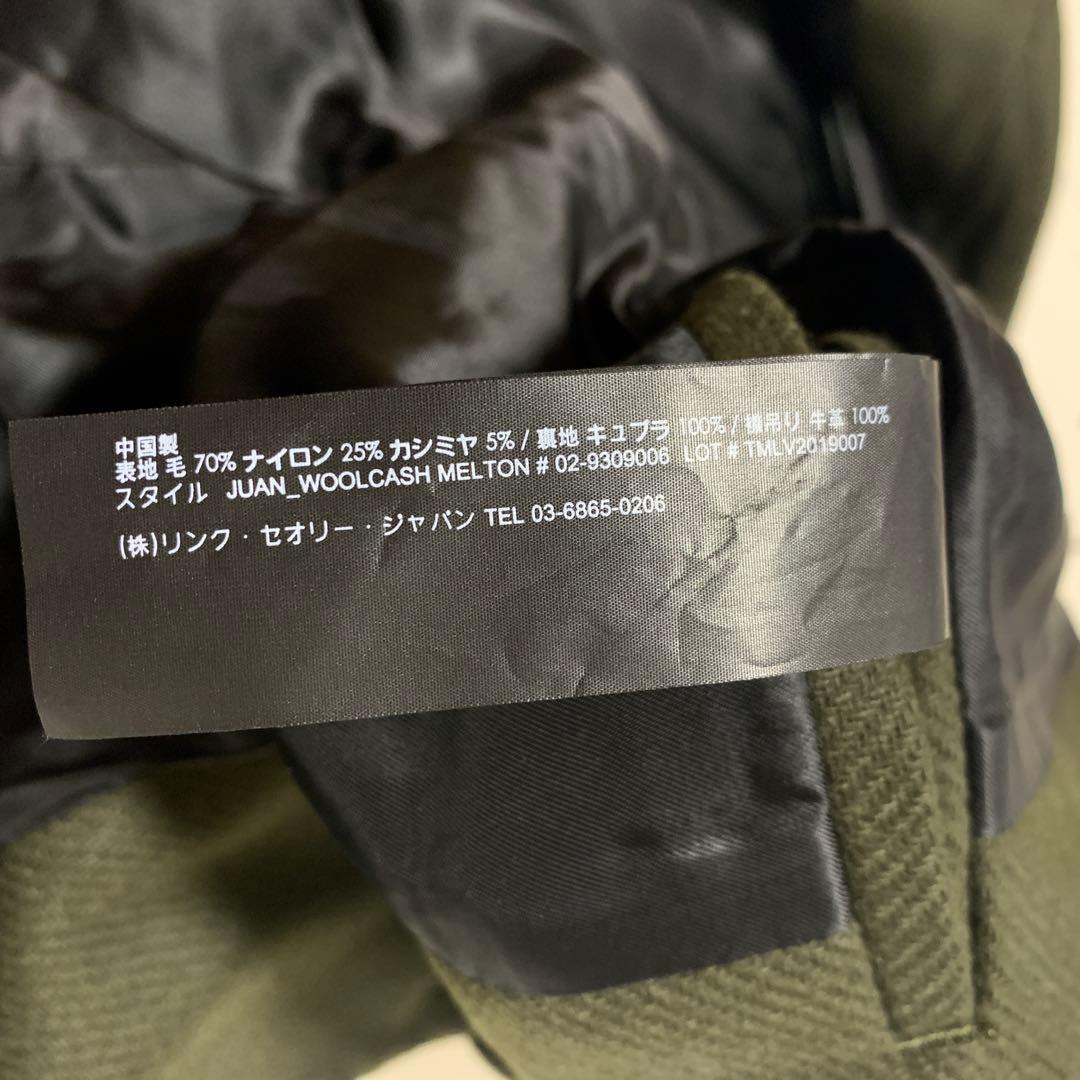 中国製
表地 毛 70% ナイロン 25% カシミヤ 5% / 裏地 キュプラ 100% / 襟吊り 牛革 100%
スタイル JUAN_WOOLCASH MELTON # 02-9309006 LOT # TMLV2019007
(株)リンク・セオリー・ジャパン TEL 03-6865-0206